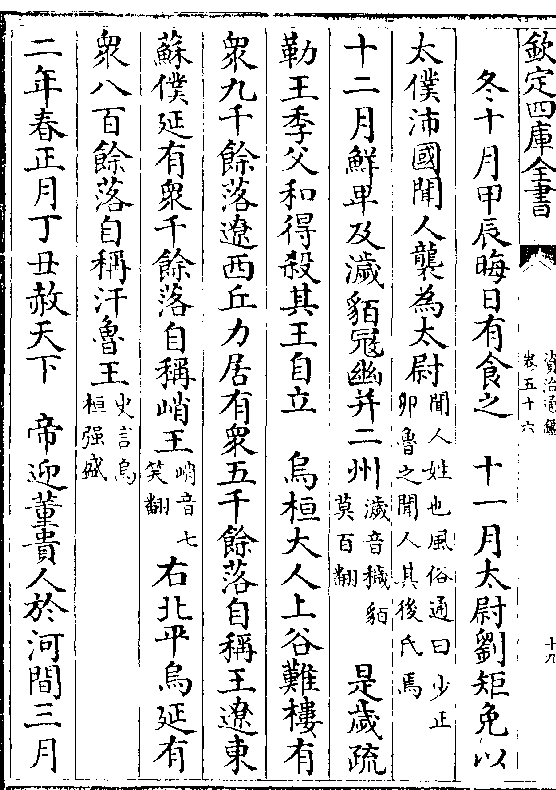 欽定四庫全書
資治通鑑
卷五十六
十九
冬十月甲辰晦日有食之 十一月太尉劉矩免以
太僕沛國聞人襲為太尉聞人姓也風俗通曰少正卯魯之聞人其後氏焉
十二月鮮卑及濊貊冦幽并二州濊音穢貊莫百翻 是歲疏
勒王季父和得殺其王自立 烏桓大人上谷難樓有
衆九千餘落遼西丘力居有衆五千餘落自稱王遼東
蘇僕延有衆千餘落自稱峭王峭音七笑翻 右北平烏延有
衆八百餘落自稱汗魯王史言烏桓强盛
二年春正月丁丑赦天下 帝迎董貴人於河間三月